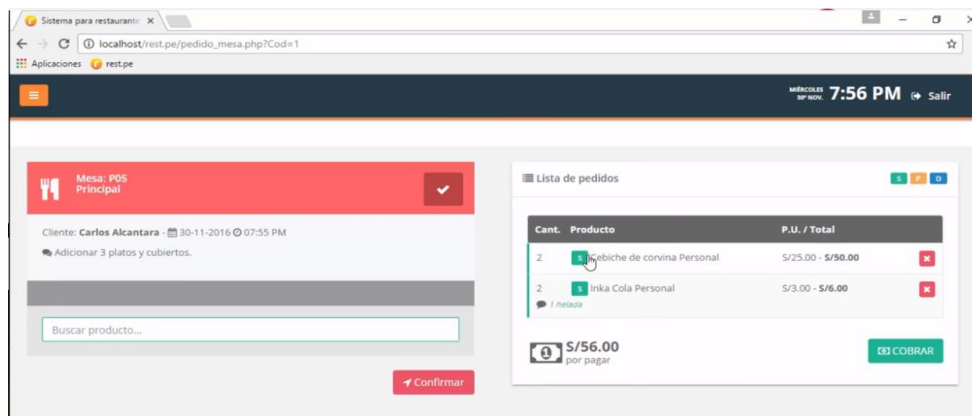 Sistema para restaurante
localhost/rest.pe/pedido_mesa.php?Cod=1
Aplicaciones rest.pe
MIÉRCOLES
30º NOV. 7:56 PM Salir
Mesa: P05
Principal
Cliente: Carlos Alcantara - 30-11-2016 07:55 PM
Adicionar 3 platos y cubiertos.
Buscar producto...
Confirmar
Lista de pedidos S P D
Cant. Producto P.U. / Total
2 S Cebiche de corvina Personal S/25.00 - S/50.00
2 S Inka Cola Personal S/3.00 - S/6.00
1 helada
S/56.00
por pagar
COBRAR